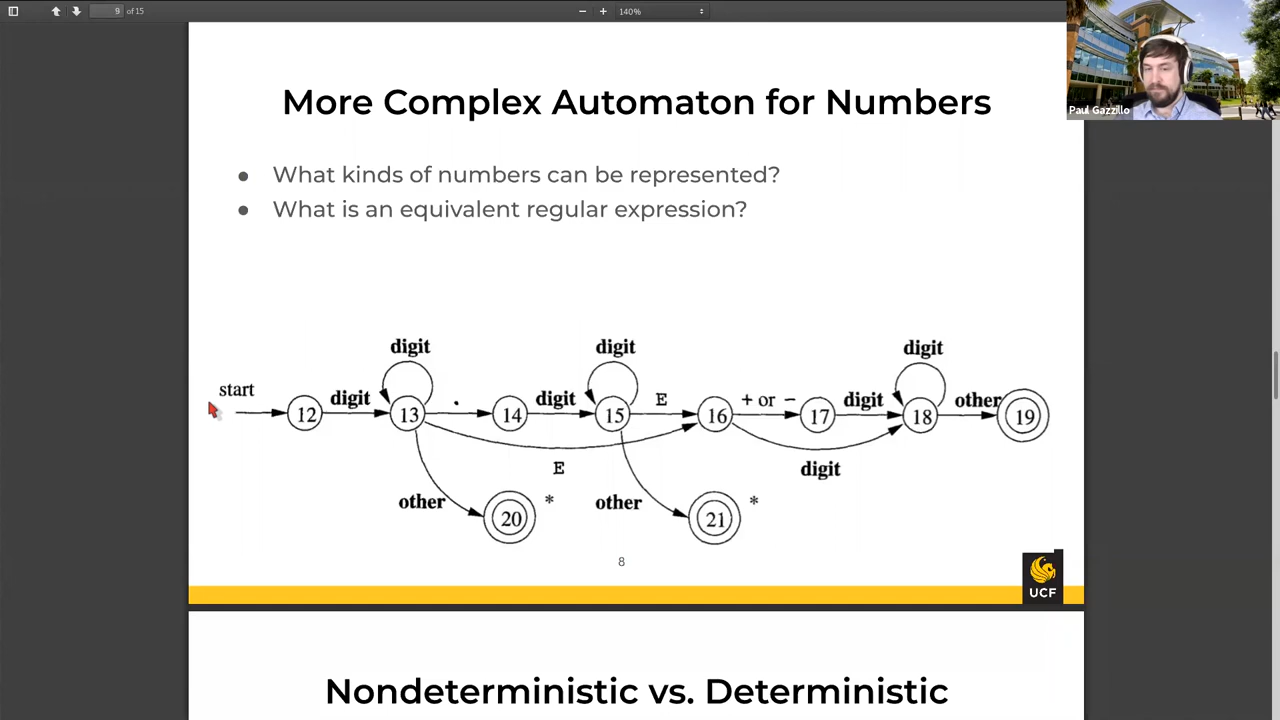 9 of 15
140%
Paul Gazzillo
More Complex Automaton for Numbers
● What kinds of numbers can be represented?
● What is an equivalent regular expression?
digit digit digit
start digit . digit E + or − digit other
12 13 14 15 16 17 18 19
E digit
other * other *
20 21
8
UCF
Nondeterministic vs. Deterministic